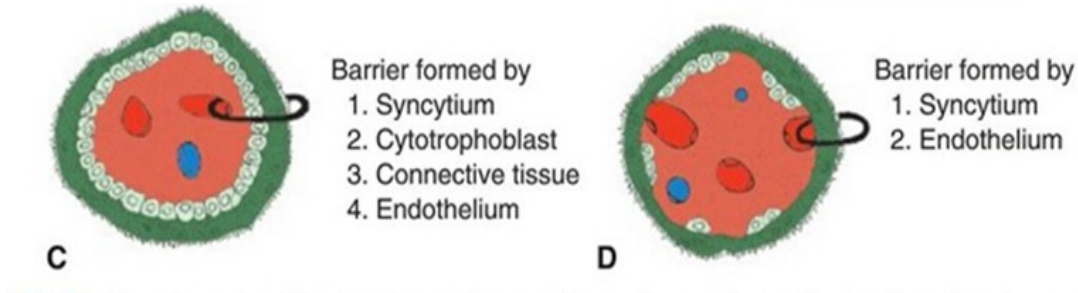 Barrier formed by
1. Syncytium
2. Cytotrophoblast
3. Connective tissue
4. Endothelium
C
Barrier formed by
1. Syncytium
2. Endothelium
D